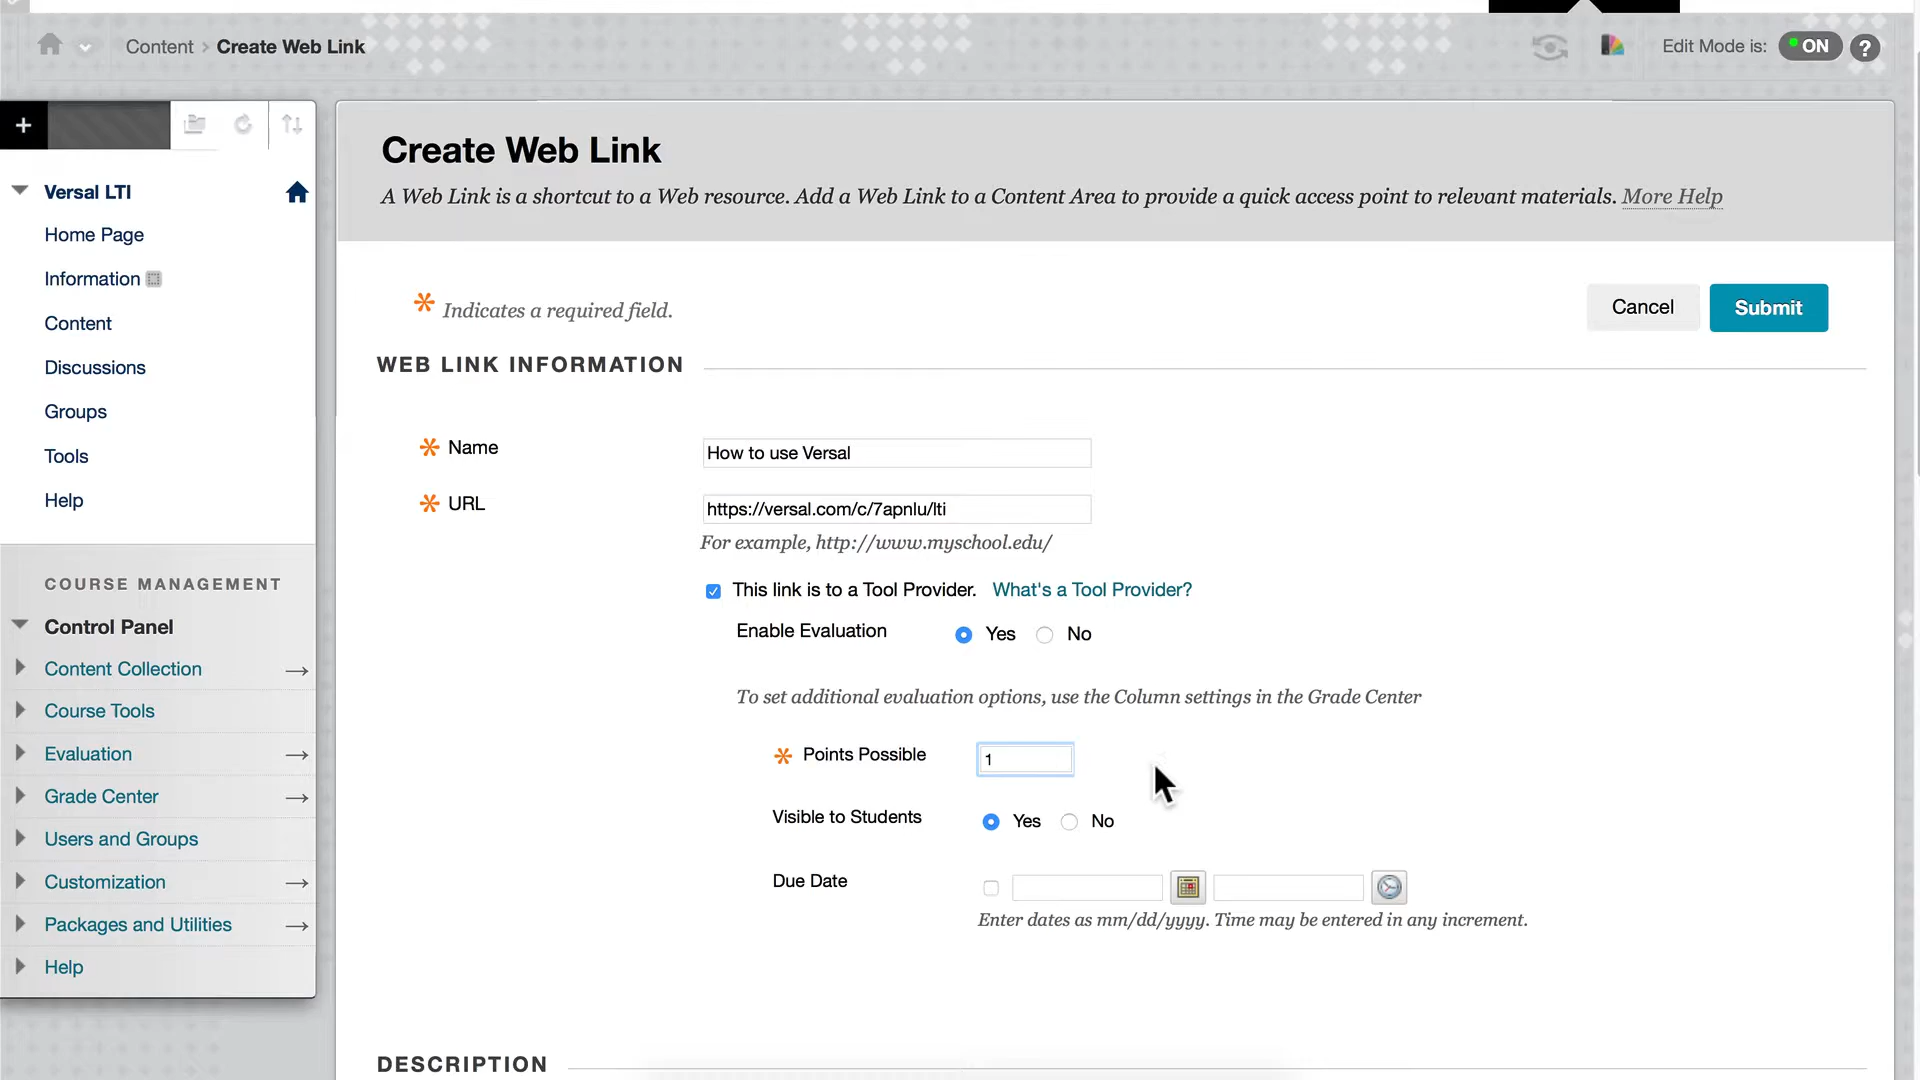 Content > Create Web Link
Edit Mode is: ON ?
+
Versal LTI
Home Page
Information
Content
Discussions
Groups
Tools
Help
COURSE MANAGEMENT
Control Panel
Content Collection
Course Tools
Evaluation
Grade Center
Users and Groups
Customization
Packages and Utilities
Help
Create Web Link
A Web Link is a shortcut to a Web resource. Add a Web Link to a Content Area to provide a quick access point to relevant materials. More Help
* Indicates a required field.
Cancel Submit
WEB LINK INFORMATION
* Name How to use Versal
* URL https://versal.com/c/7apnlu/lti
For example, http://www.myschool.edu/
This link is to a Tool Provider. What's a Tool Provider?
Enable Evaluation Yes No
To set additional evaluation options, use the Column settings in the Grade Center
* Points Possible 1
Visible to Students Yes No
Due Date
Enter dates as mm/dd/yyyy. Time may be entered in any increment.
DESCRIPTION